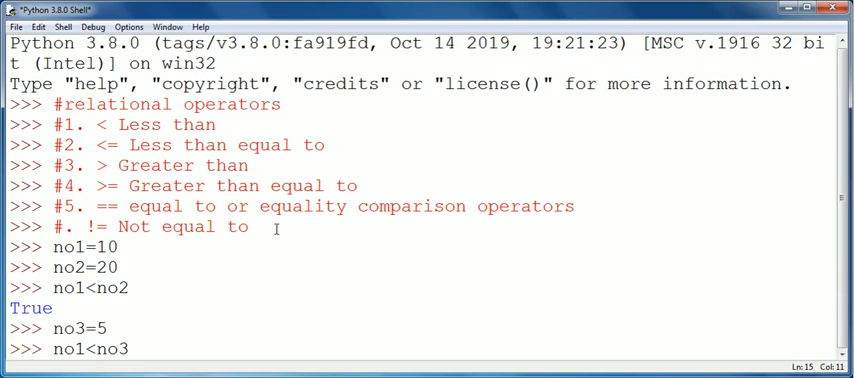 *Python 3.8.0 Shell*
File Edit Shell Debug Options Window Help
Python 3.8.0 (tags/v3.8.0:fa919fd, Oct 14 2019, 19:21:23) [MSC v.1916 32 bi
t (Intel)] on win32
Type "help", "copyright", "credits" or "license()" for more information.
>>> #relational operators
>>> #1. < Less than
>>> #2. <= Less than equal to
>>> #3. > Greater than
>>> #4. >= Greater than equal to
>>> #5. == equal to or equality comparison operators
>>> #. != Not equal to
>>> no1=10
>>> no2=20
>>> no1<no2
True
>>> no3=5
>>> no1<no3
Ln: 15 Col: 11